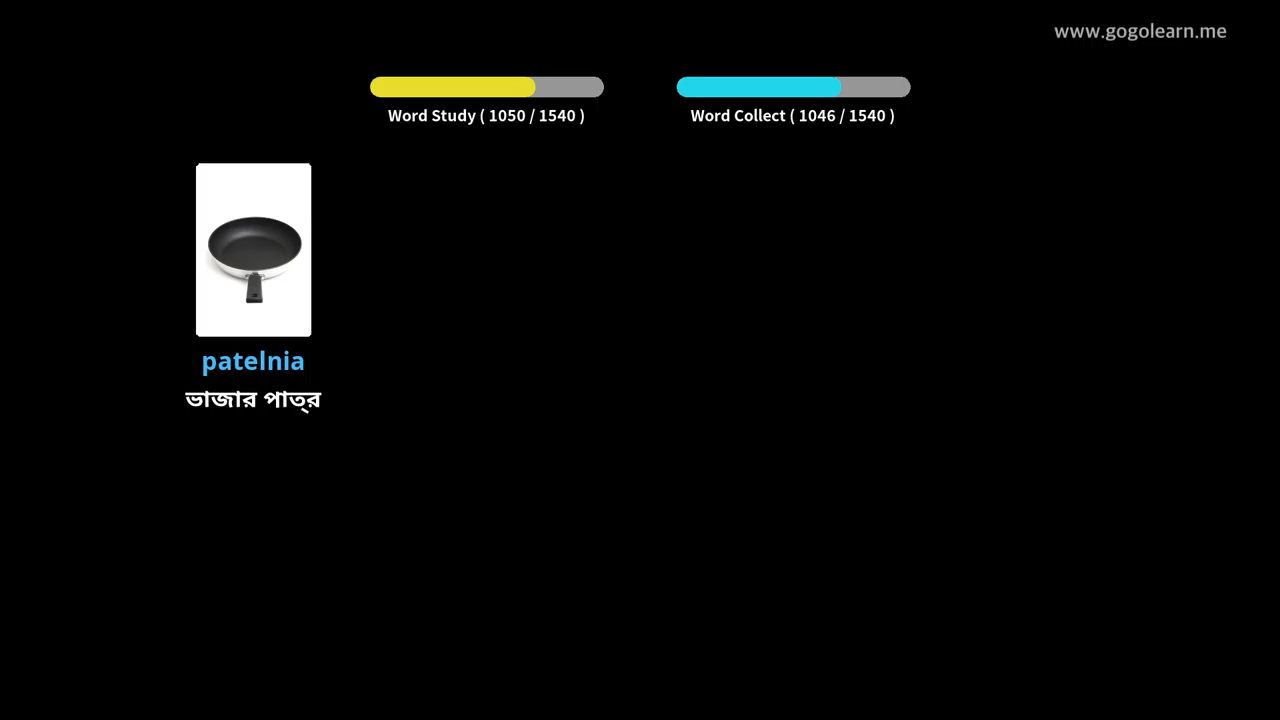 www.gogolearn.me
Word Study ( 1050 / 1540 )
Word Collect ( 1046 / 1540 )
patelnia
ভাজার পাত্র